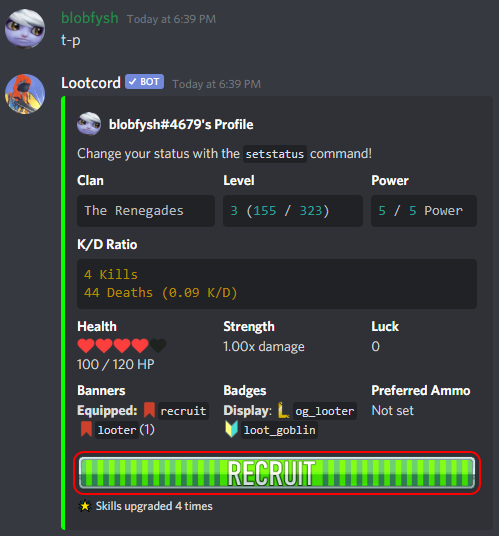 blobfysh Today at 6:39 PM
t-p
Lootcord ✓ BOT Today at 6:39 PM
blobfysh#4679's Profile
Change your status with the setstatus command!
Clan Level Power
The Renegades 3 (155 / 323) 5 / 5 Power
K/D Ratio
4 Kills
44 Deaths (0.09 K/D)
Health Strength Luck
1.00x damage 0
100 / 120 HP
Banners Badges Preferred Ammo
Equipped: recruit Display: og_looter Not set
looter (1) loot_goblin
RECRUIT
Skills upgraded 4 times